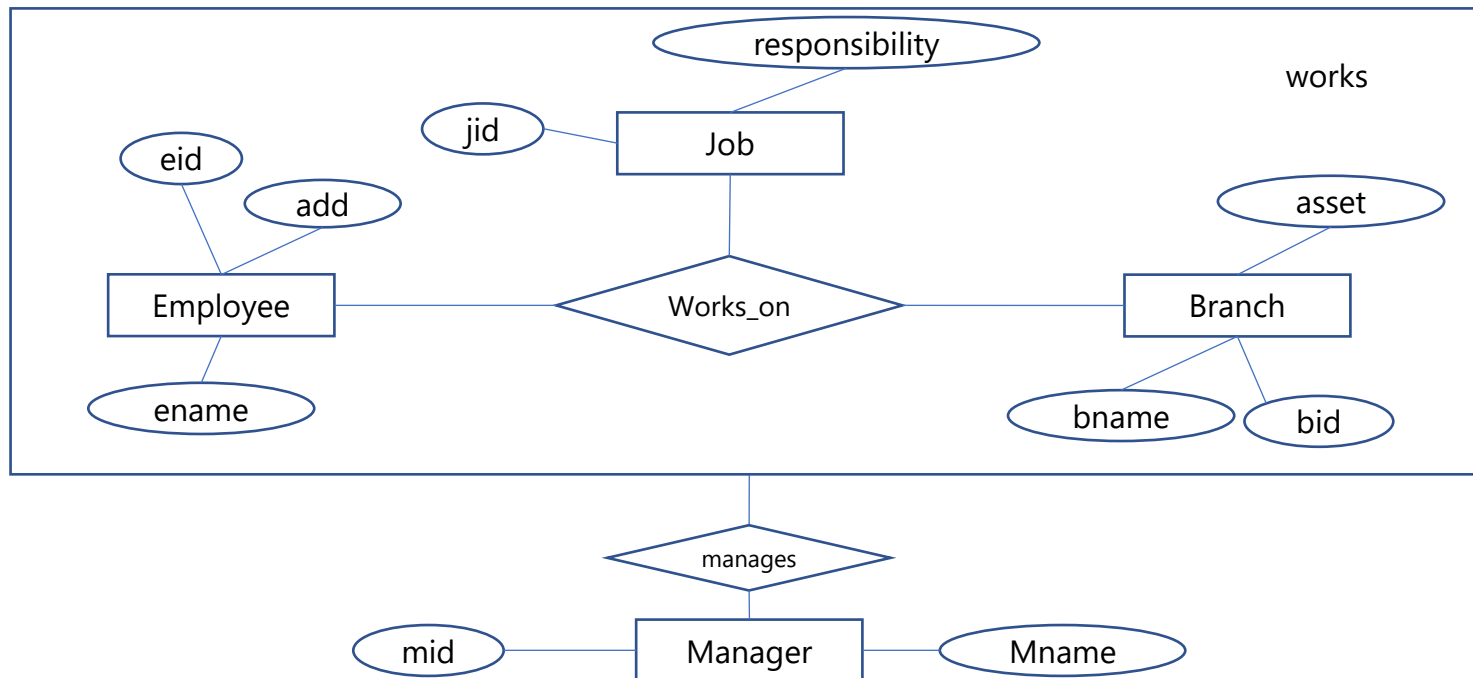 responsibility
works
jid
Job
eid
add
asset
Employee
Works_on
Branch
ename
bname
bid
manages
mid
Manager
Mname